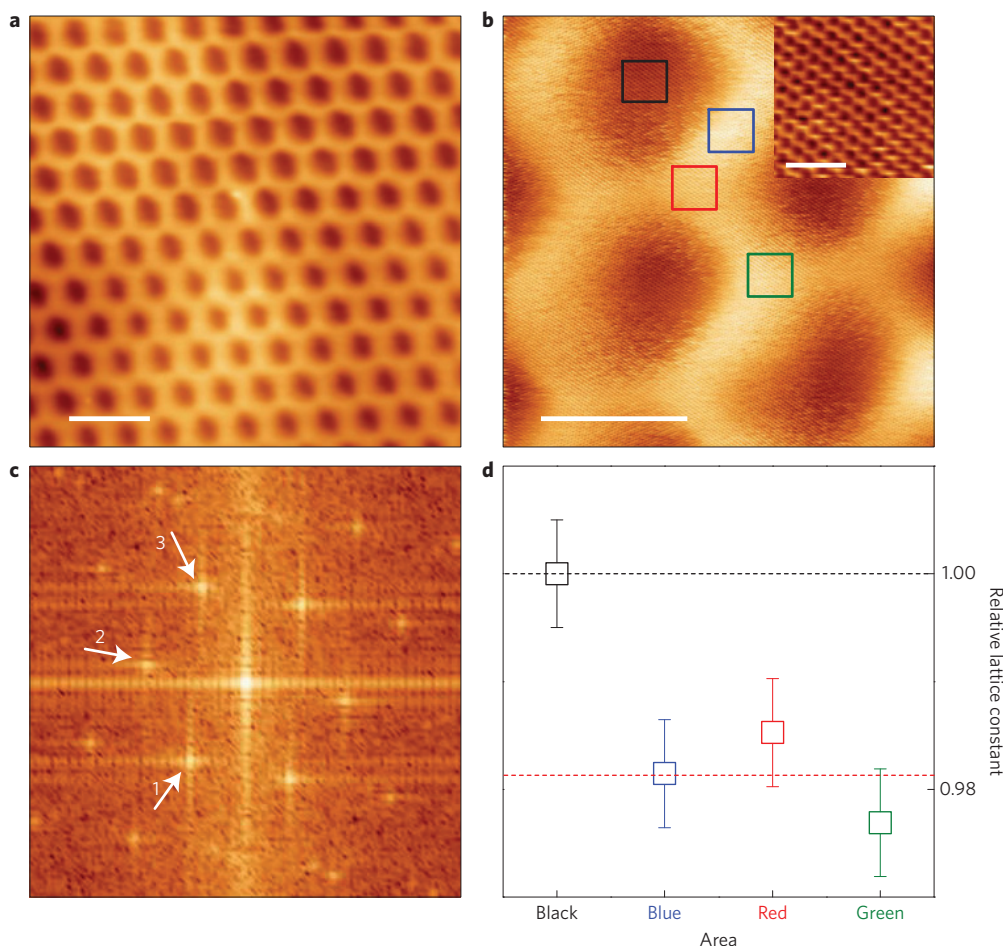 a
b
c
3
2
1
d
1.00
0.98
Relative lattice constant
Black Blue Red Green
Area